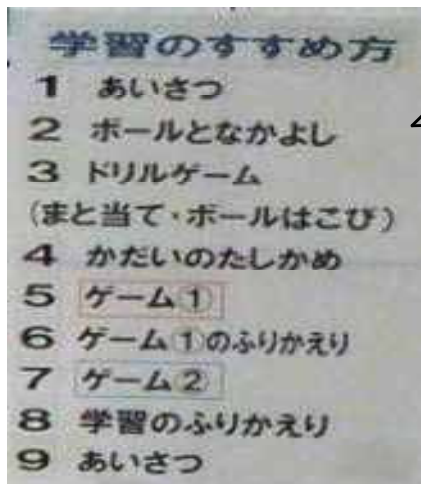 学習のすすめ方
1 あいさつ
2 ボールとなかよし
3 ドリルゲーム
(まと当て・ボールはこび)
4 かだいのたしかめ
5 ゲーム①
6 ゲーム①のふりかえり
7 ゲーム②
8 学習のふりかえり
9 あいさつ